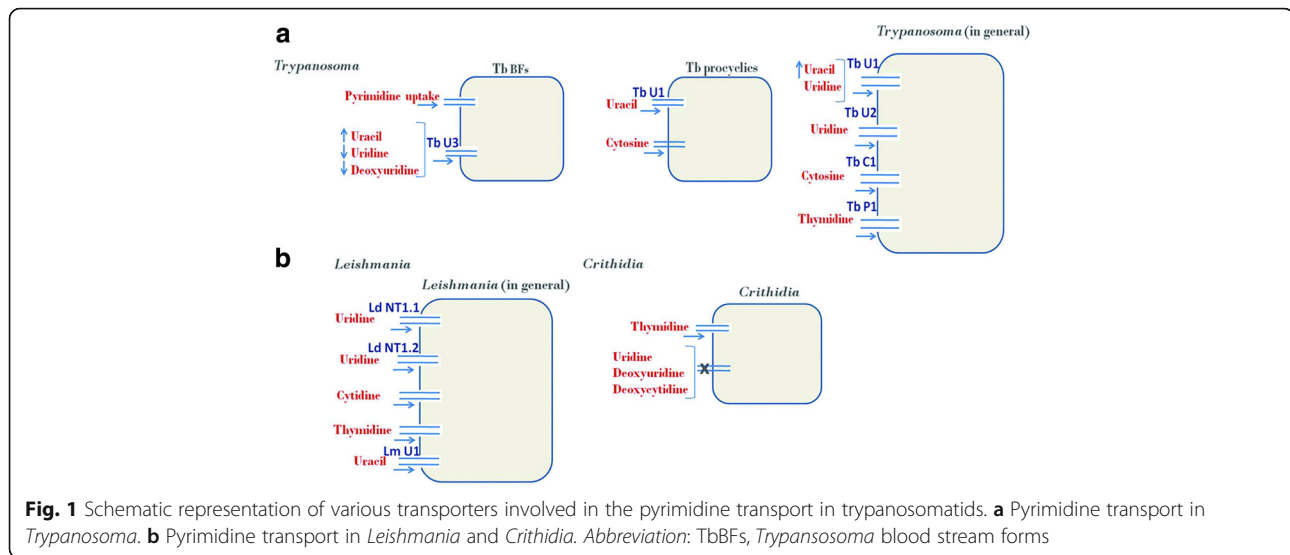 a
Trypanosoma
Tb BFs
Pyrimidine uptake
Uracil
Uridine
Deoxyuridine
Tb U3
Tb procyclics
Tb U1
Uracil
Cytosine
Trypanosoma (in general)
Tb U1
Uracil
Uridine
Tb U2
Uridine
Tb C1
Cytosine
Tb P1
Thymidine
b
Leishmania
Leishmania (in general)
Ld NT1.1
Uridine
Ld NT1.2
Uridine
Cytidine
Thymidine
Lm U1
Uracil
Crithidia
Crithidia
Thymidine
Uridine
Deoxyuridine
Deoxycytidine
X
Fig. 1 Schematic representation of various transporters involved in the pyrimidine transport in trypanosomatids. a Pyrimidine transport in
Trypanosoma. b Pyrimidine transport in Leishmania and Crithidia. Abbreviation: TbBFs, Trypansosoma blood stream forms